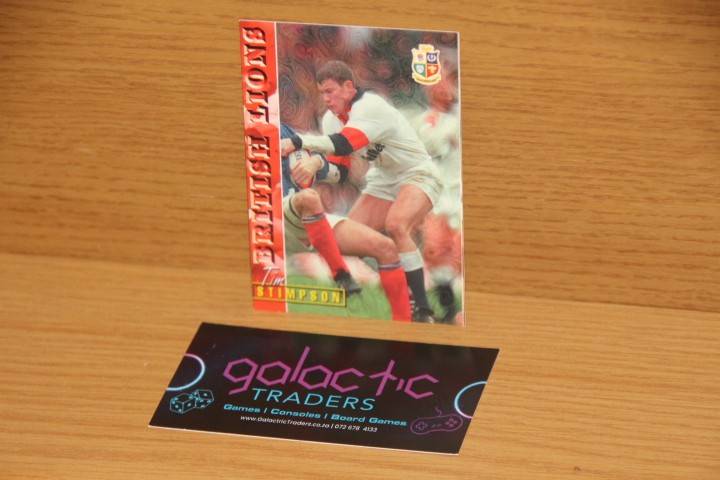 BRITISH LIONS
Tim
STIMPSON
galactic
TRADERS
Games | Consoles | Board Games
www.GalacticTraders.co.za | 072 678 4133